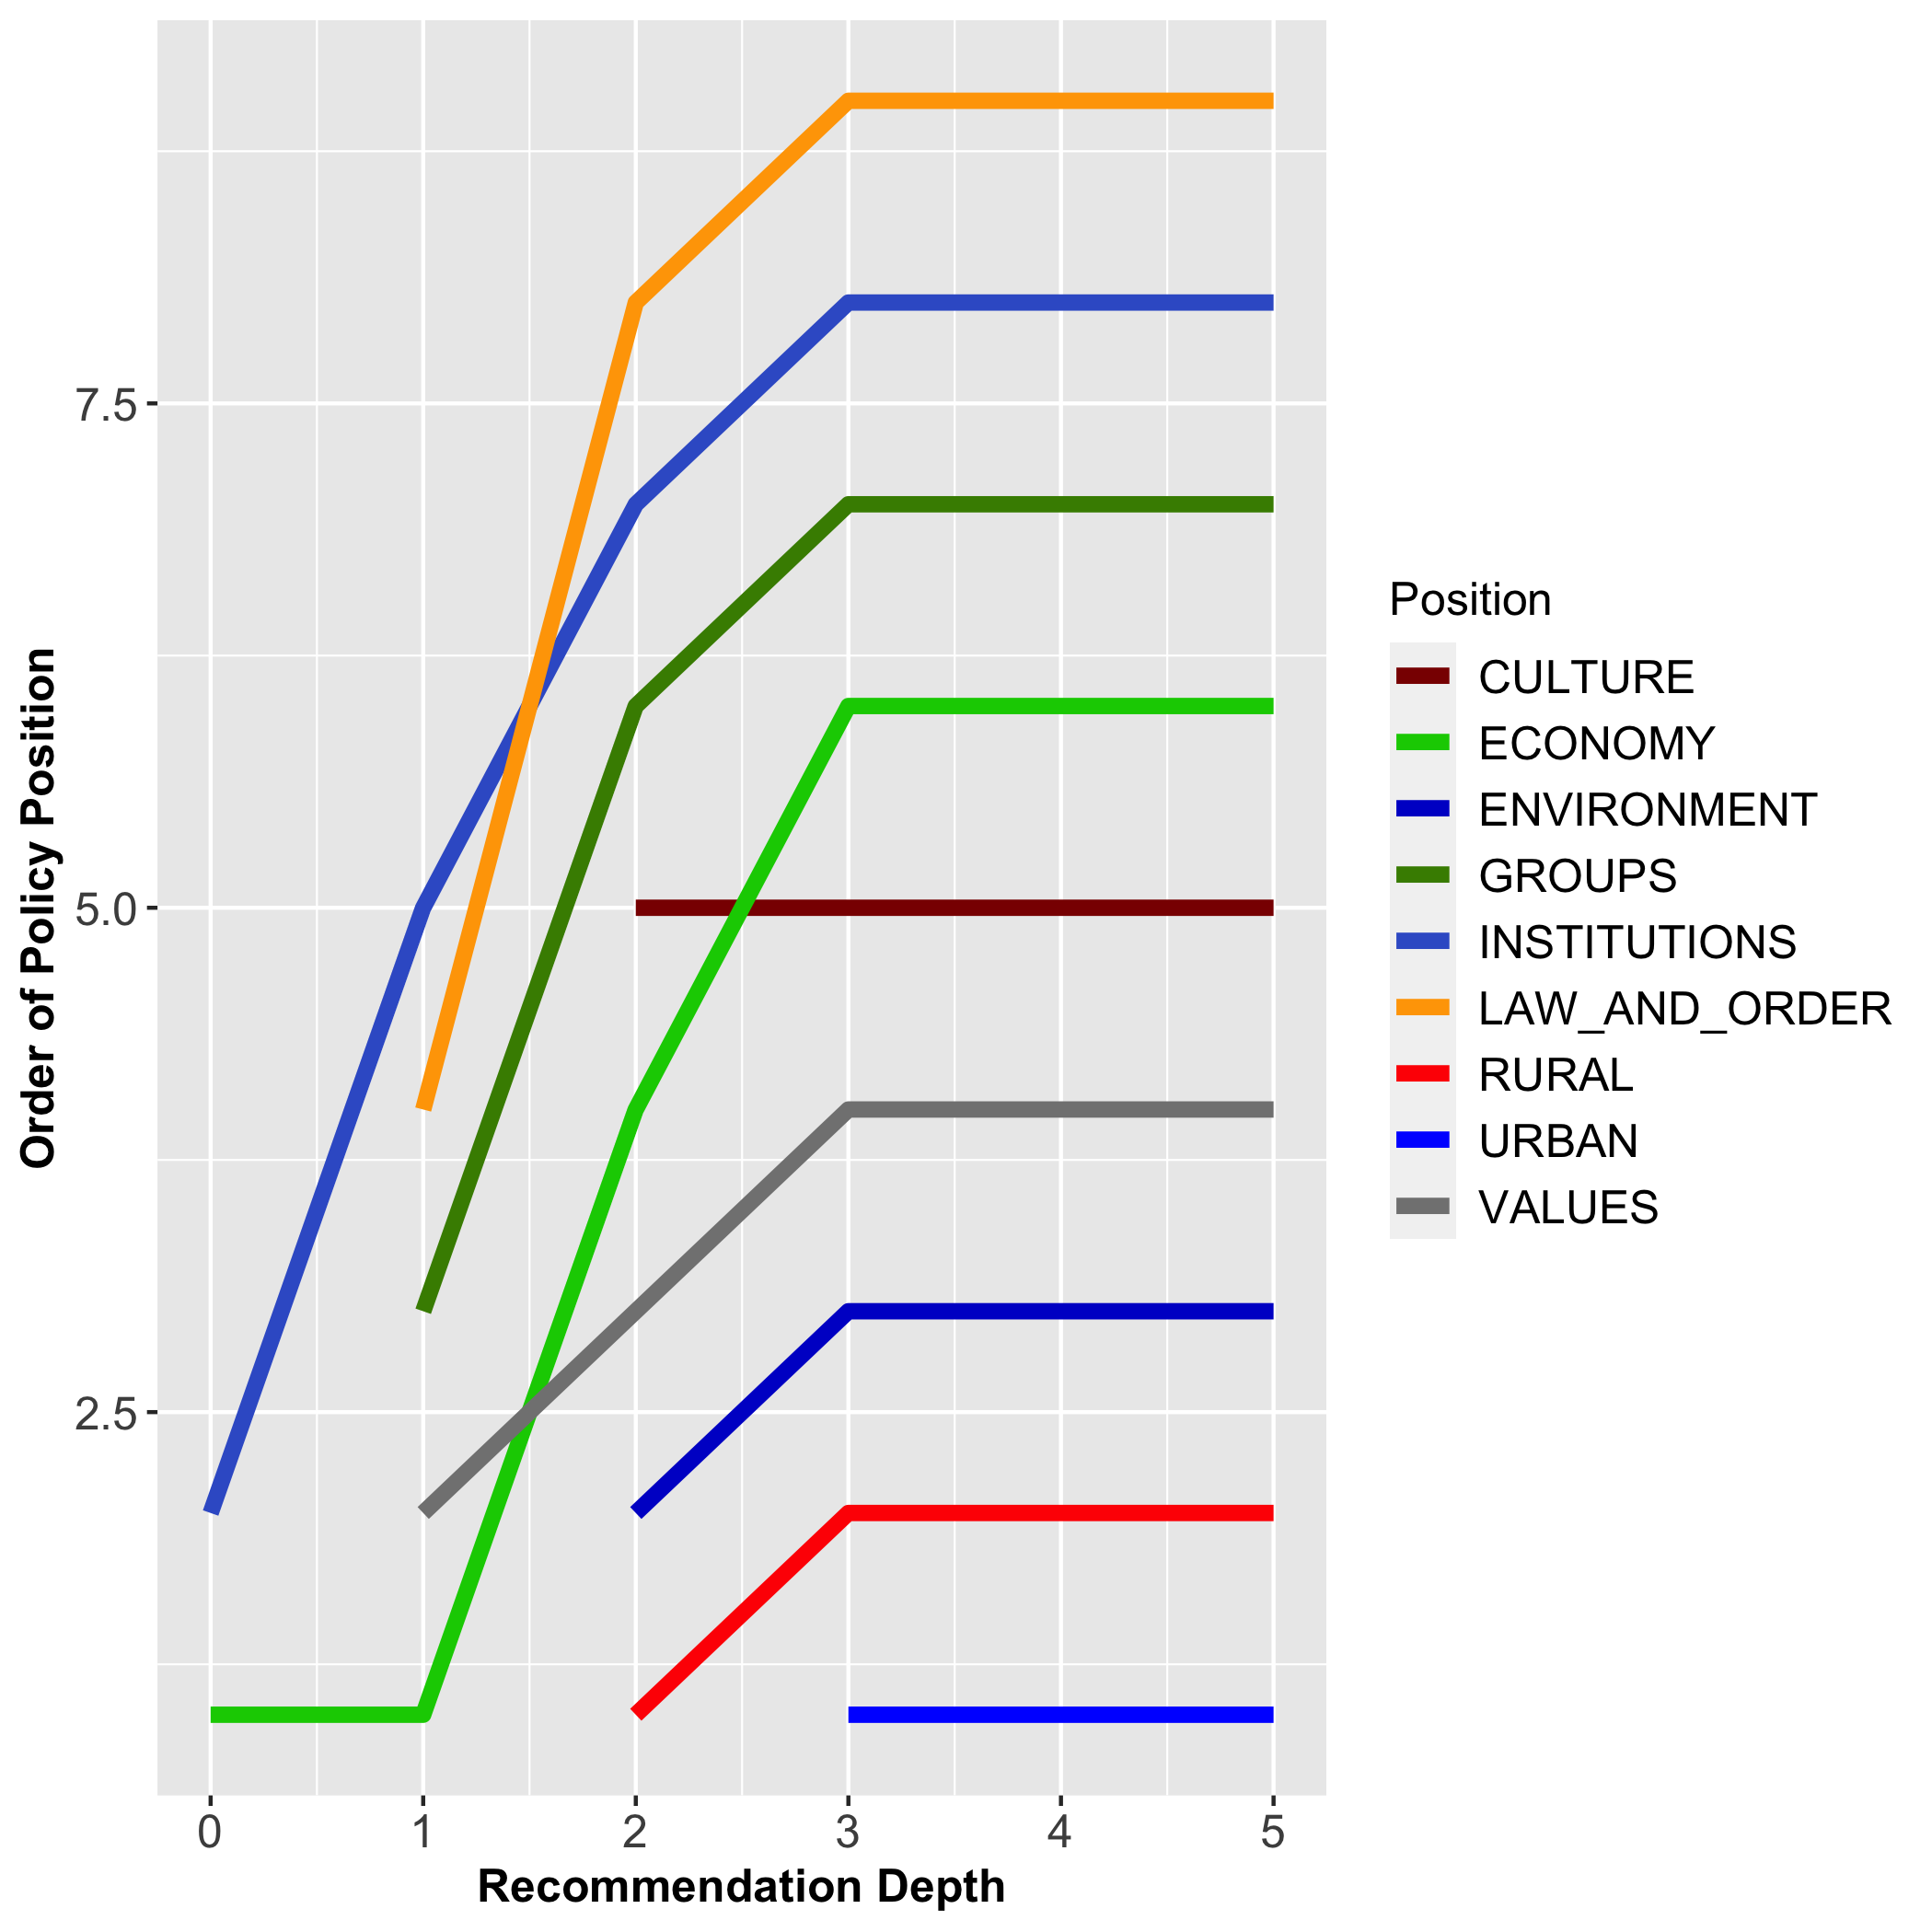 Order of Policy Position
7.5
5.0
2.5
0 1 2 3 4 5
Recommendation Depth
Position
CULTURE
ECONOMY
ENVIRONMENT
GROUPS
INSTITUTIONS
LAW_AND_ORDER
RURAL
URBAN
VALUES